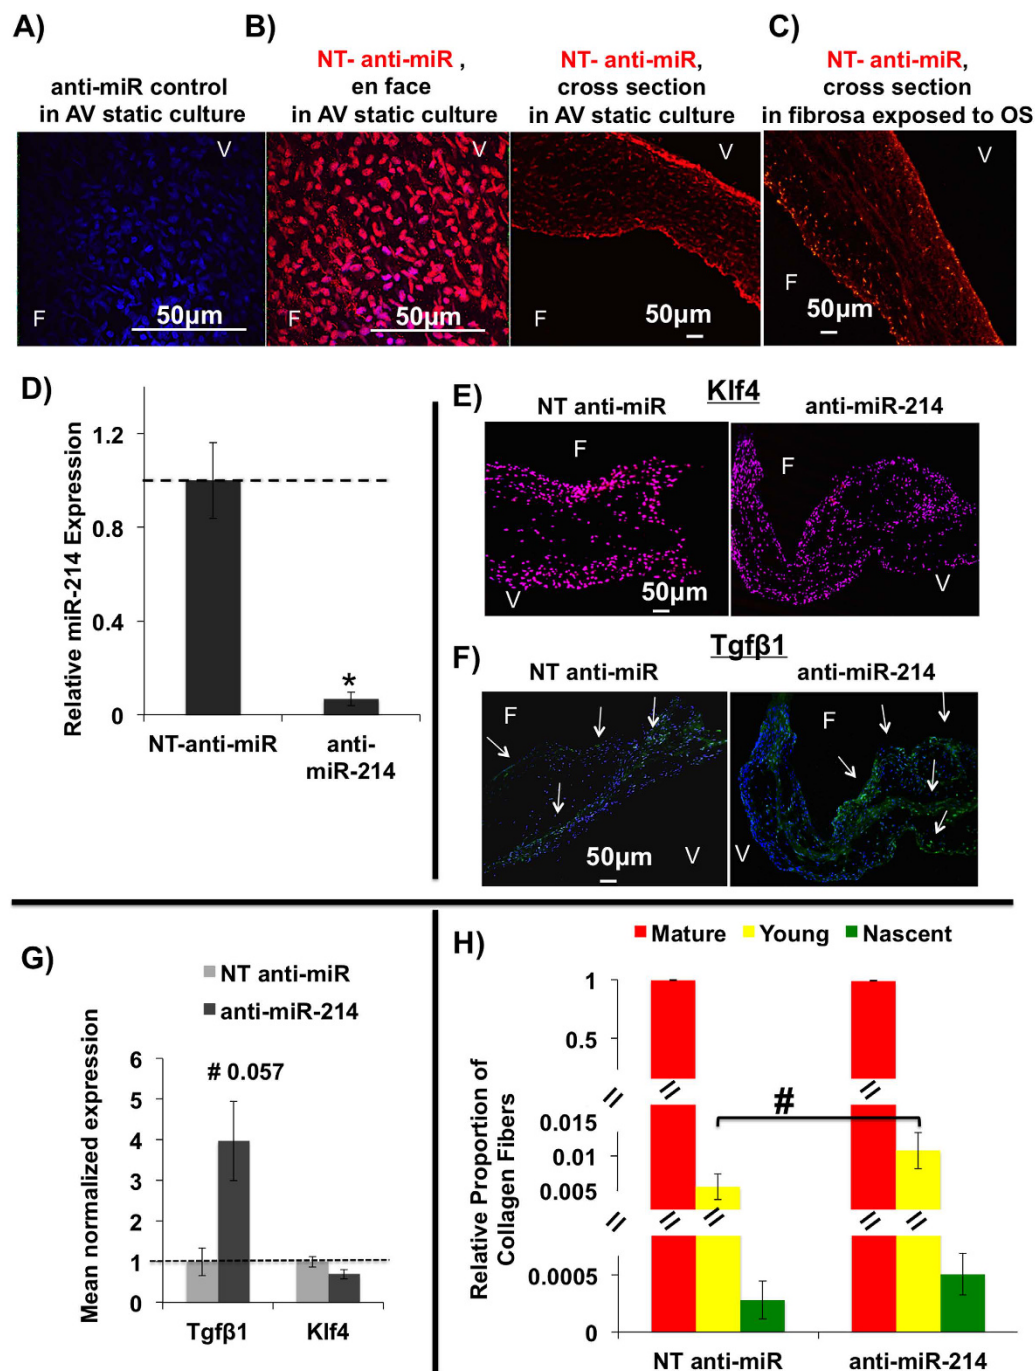 A)
anti-miR control
in AV static culture
V
F
50µm
B)
NT- anti-miR ,
en face
in AV static culture
V
F
50µm
NT- anti-miR,
cross section
in AV static culture
V
F
50µm
C)
NT- anti-miR,
cross section
in fibrosa exposed to OS
V
F
50µm
D)
Relative miR-214 Expression
1.2
0.8
0.4
0
*
NT-anti-miR
anti-
miR-214
E)
Klf4
NT anti-miR
anti-miR-214
F
V
50µm
F
V
F)
Tgfβ1
NT anti-miR
anti-miR-214
F
50µm
V
F
V
G)
NT anti-miR
anti-miR-214
Mean normalized expression
6
5
4
3
2
1
0
# 0.057
Tgfβ1
Klf4
H)
Mature
Young
Nascent
Relative Proportion of
Collagen Fibers
1
0.5
0.015
0.01
0.005
0.0005
0
#
NT anti-miR
anti-miR-214